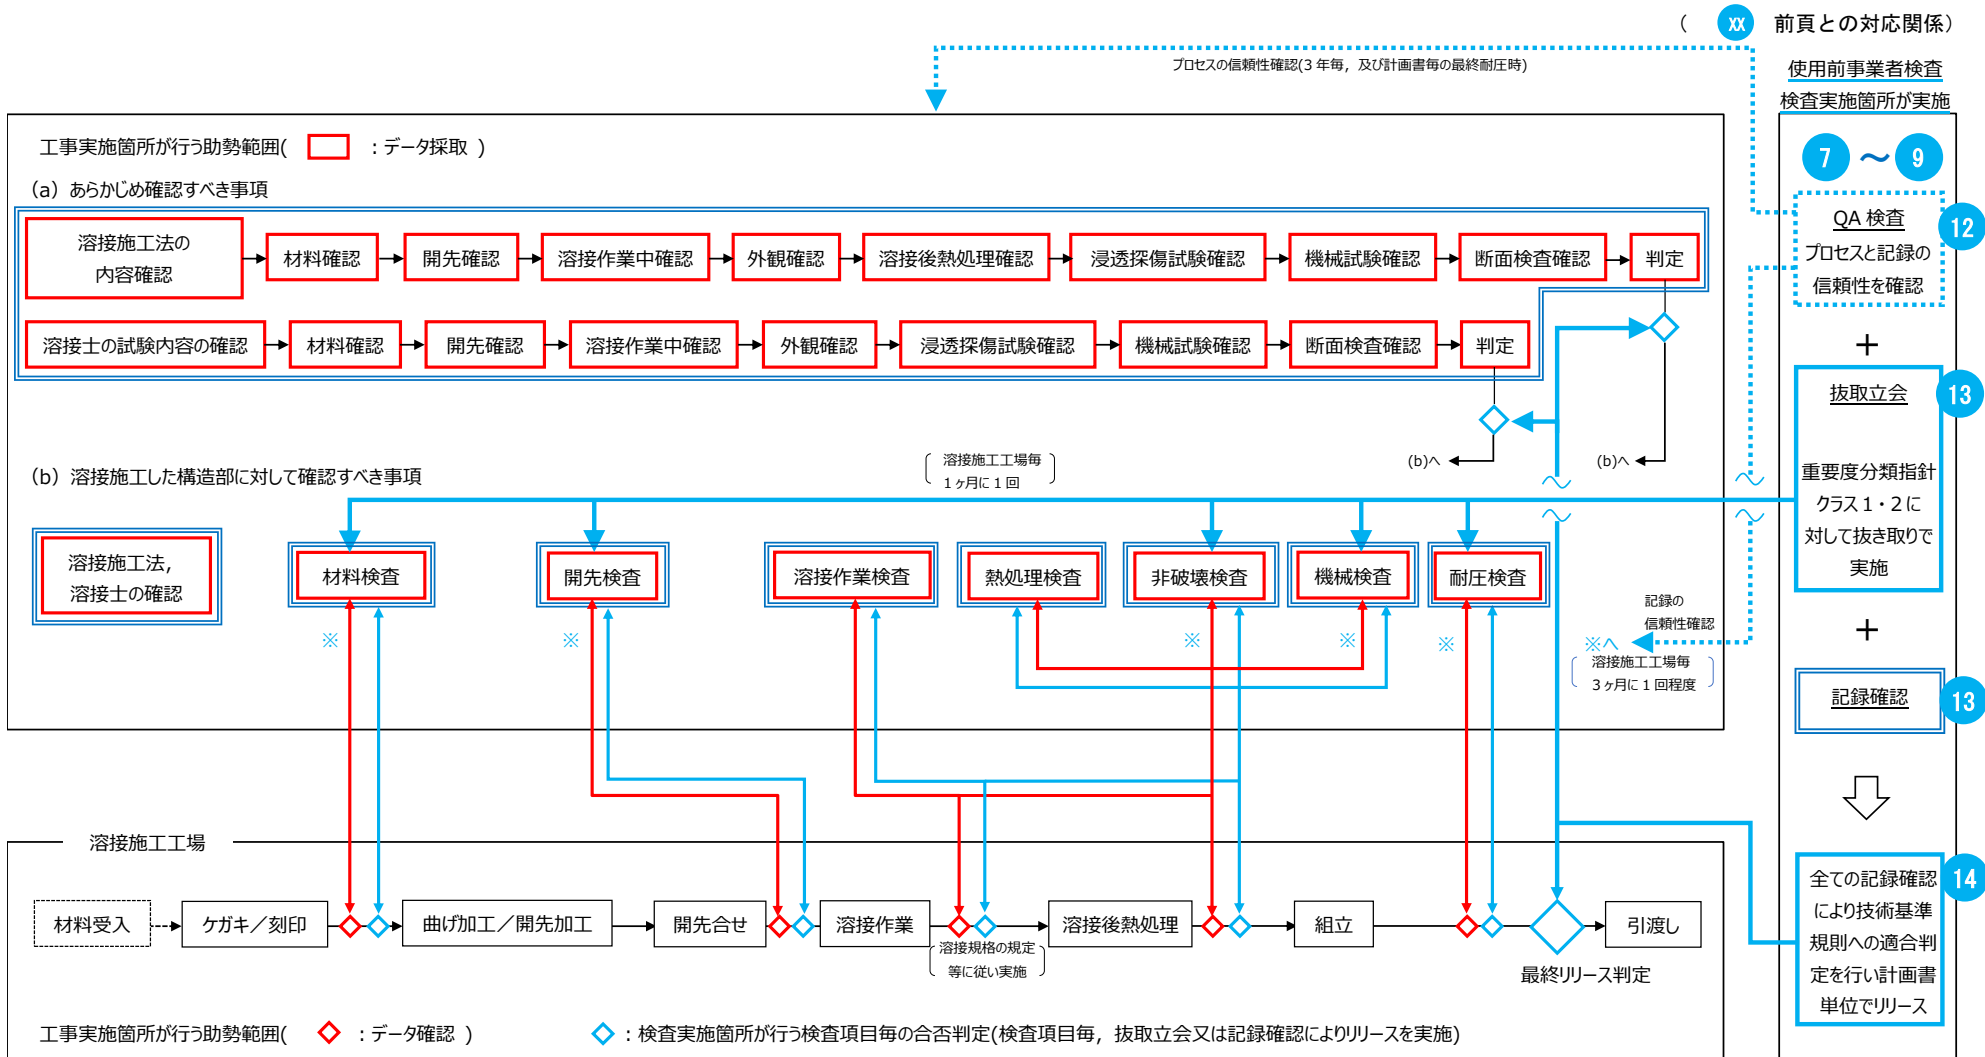 ( XX 前頁との対応関係)
プロセスの信頼性確認(3年毎，及び計画書毎の最終耐圧時)
使用前事業者検査
検査実施箇所が実施
工事実施箇所が行う助勢範囲( ：データ採取 )
(a) あらかじめ確認すべき事項
溶接施工法の
内容確認
材料確認
開先確認
溶接作業中確認
外観確認
溶接後熱処理確認
浸透探傷試験確認
機械試験確認
断面検査確認
判定
溶接士の試験内容の確認
材料確認
開先確認
溶接作業中確認
外観確認
浸透探傷試験確認
機械試験確認
断面検査確認
判定
(b)へ
(b)へ
7 ～ 9
QA 検査
プロセスと記録の
信頼性を確認
12
＋
抜取立会
13
重要度分類指針
クラス1・2に
対して抜き取りで
実施
＋
記録確認
13
全ての記録確認
により技術基準
規則への適合判
定を行い計画書
単位でリリース
14
(b) 溶接施工した構造部に対して確認すべき事項
溶接施工工場毎
1ヶ月に1回
溶接施工法，
溶接士の確認
材料検査
開先検査
溶接作業検査
熱処理検査
非破壊検査
機械検査
耐圧検査
※
※
※
※
※
記録の
信頼性確認
※へ
溶接施工工場毎
3ヶ月に1回程度
溶接施工工場
材料受入
ケガキ／刻印
曲げ加工／開先加工
開先合せ
溶接作業
溶接後熱処理
組立
引渡し
溶接規格の規定
等に従い実施
最終リリース判定
工事実施箇所が行う助勢範囲( ：データ確認 )
：検査実施箇所が行う検査項目毎の合否判定(検査項目毎，抜取立会又は記録確認によりリリースを実施)